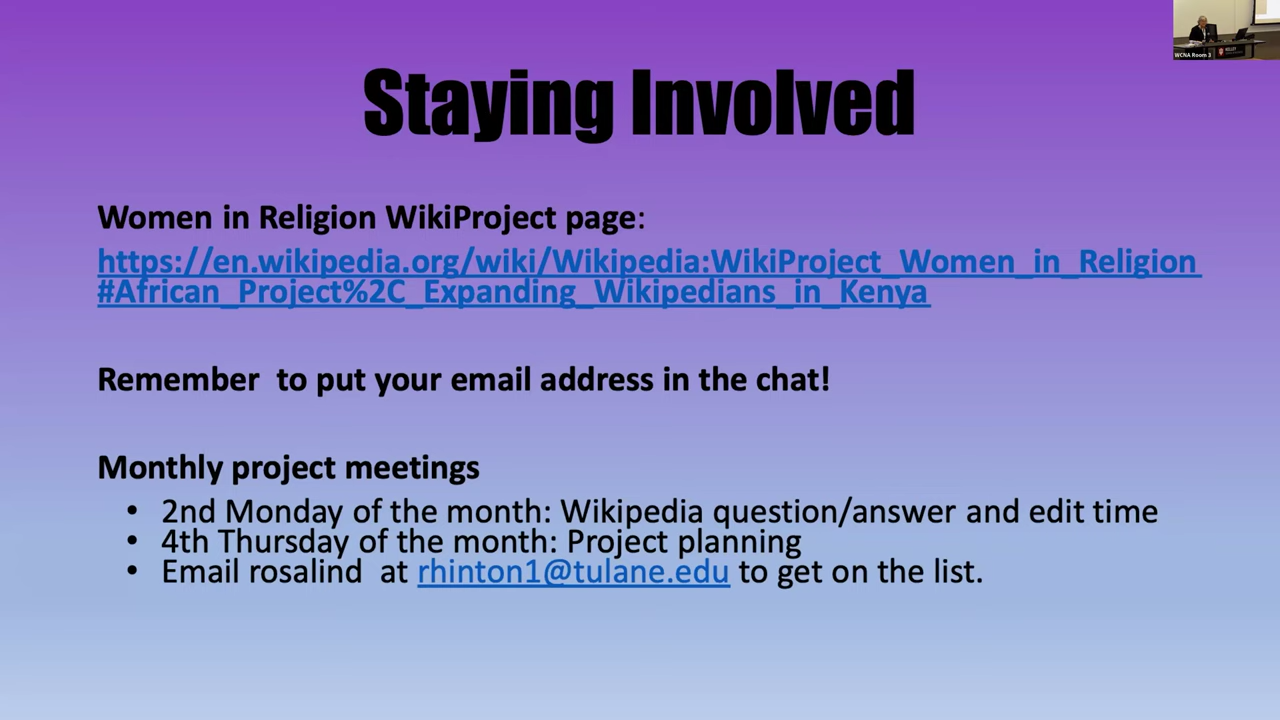 Staying Involved
WCNA Room 3
Women in Religion WikiProject page:
https://en.wikipedia.org/wiki/Wikipedia:WikiProject_Women_in_Religion
#African_Project%2C_Expanding_Wikipedians_in_Kenya
Remember  to put your email address in the chat!
Monthly project meetings
• 2nd Monday of the month: Wikipedia question/answer and edit time
• 4th Thursday of the month: Project planning
• Email rosalind  at rhinton1@tulane.edu to get on the list.